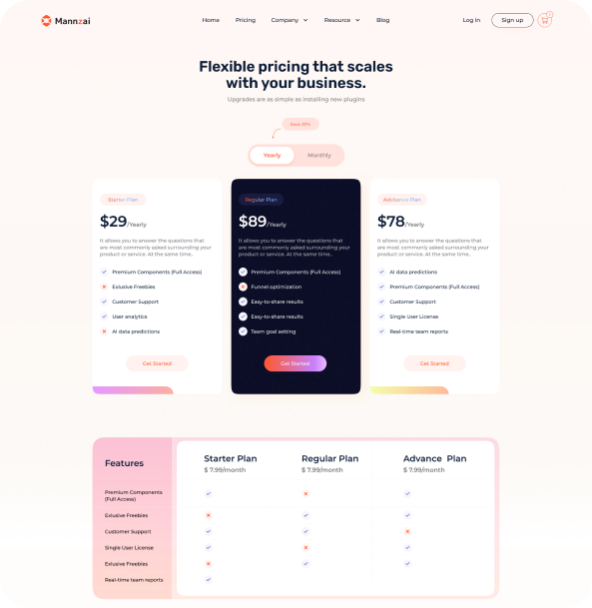 Mannzai
Home
Pricing
Company
Resource
Blog
Log in
Sign up
Flexible pricing that scales
with your business.
Upgrades are as simple as installing new plugins
Save 20%
Yearly
Monthly
Starter Plan
$29/Yearly
It allows you to answer the questions that
are most commonly asked surrounding your
product or service. At the same time.
Premium Components (Full Access)
Exlusive Freebies
Customer Support
User analytics
AI data predictions
Get Started
Regular Plan
$89/Yearly
It allows you to answer the questions that
are most commonly asked surrounding your
product or service. At the same time..
Premium Components (Full Access)
Funnel optimization
Easy-to-share results
Easy-to-share results
Team goal setting
Get Started
Advance Plan
$78/Yearly
It allows you to answer the questions that
are most commonly asked surrounding your
product or service. At the same time..
AI data predictions
Premium Components (Full Access)
Customer Support
Single User License
Real-time team reports
Get Started
Features
Starter Plan
$ 7.99/month
Regular Plan
$ 7.99/month
Advance Plan
$ 7.99/month
Premium Components
(Full Access)
Exlusive Freebies
Customer Support
Single User License
Exlusive Freebies
Real-time team reports